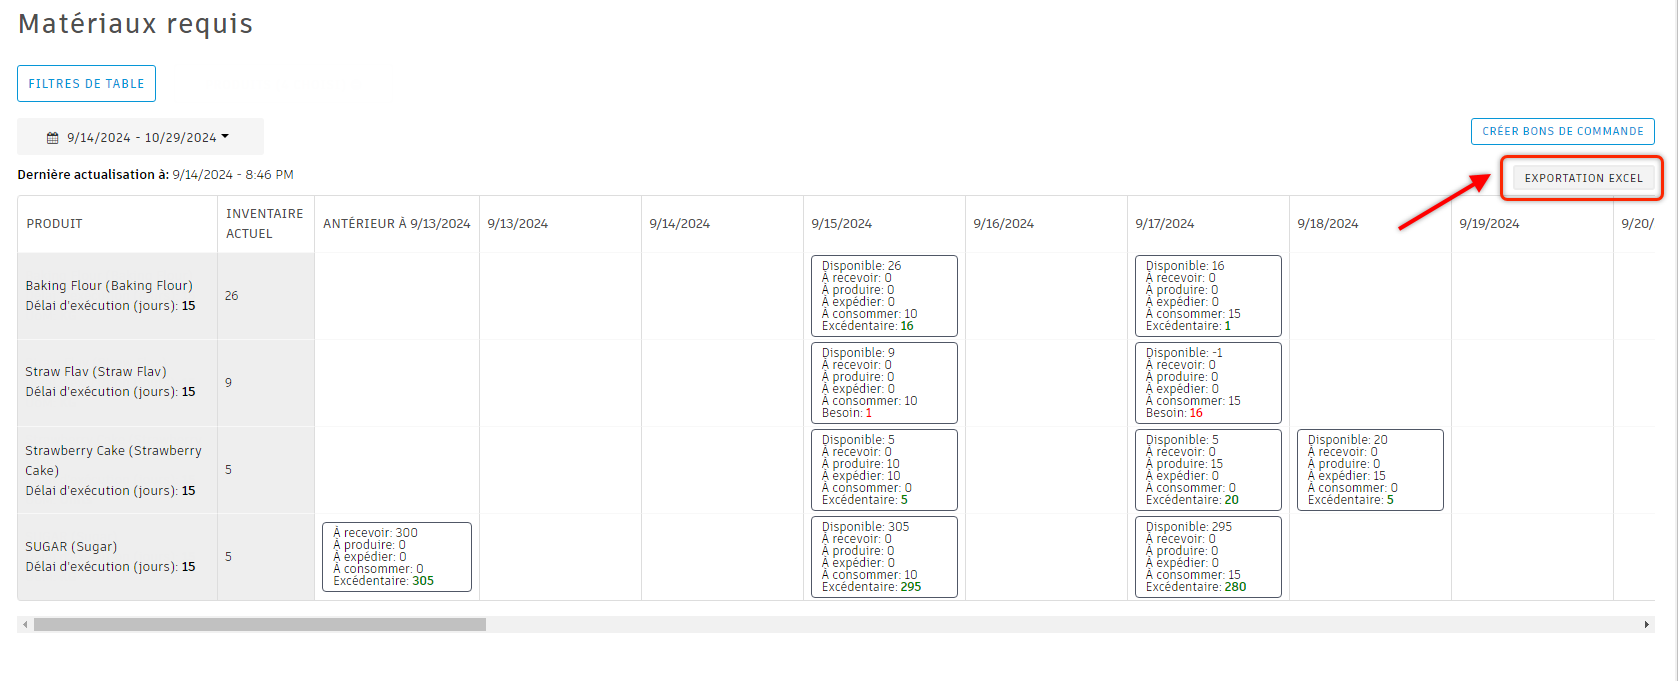 Matériaux requis
FILTRES DE TABLE
9/14/2024 - 10/29/2024
CRÉER BONS DE COMMANDE
Dernière actualisation à: 9/14/2024 - 8:46 PM
EXPORTATION EXCEL
PRODUIT
INVENTAIRE
ACTUEL
ANTÉRIEUR À 9/13/2024
9/13/2024
9/14/2024
9/15/2024
9/16/2024
9/17/2024
9/18/2024
9/19/2024
9/20/
Baking Flour (Baking Flour)
Délai d'exécution (jours): 15
26
Disponible: 26
À recevoir: 0
À produire: 0
À expédier: 0
À consommer: 10
Excédentaire: 16
Disponible: 16
À recevoir: 0
À produire: 0
À expédier: 0
À consommer: 15
Excédentaire: 1
Straw Flav (Straw Flav)
Délai d'exécution (jours): 15
9
Disponible: 9
À recevoir: 0
À produire: 0
À expédier: 0
À consommer: 10
Besoin: 1
Disponible: -1
À recevoir: 0
À produire: 0
À expédier: 0
À consommer: 15
Besoin: 16
Strawberry Cake (Strawberry
Cake)
Délai d'exécution (jours): 15
5
Disponible: 5
À recevoir: 0
À produire: 10
À expédier: 10
À consommer: 0
Excédentaire: 5
Disponible: 5
À recevoir: 0
À produire: 15
À expédier: 0
À consommer: 0
Excédentaire: 20
Disponible: 20
À recevoir: 0
À produire: 0
À expédier: 15
À consommer: 0
Excédentaire: 5
SUGAR (Sugar)
Délai d'exécution (jours): 15
5
À recevoir: 300
À produire: 0
À expédier: 0
À consommer: 0
Excédentaire: 305
Disponible: 305
À recevoir: 0
À produire: 0
À expédier: 0
À consommer: 10
Excédentaire: 295
Disponible: 295
À recevoir: 0
À produire: 0
À expédier: 0
À consommer: 15
Excédentaire: 280